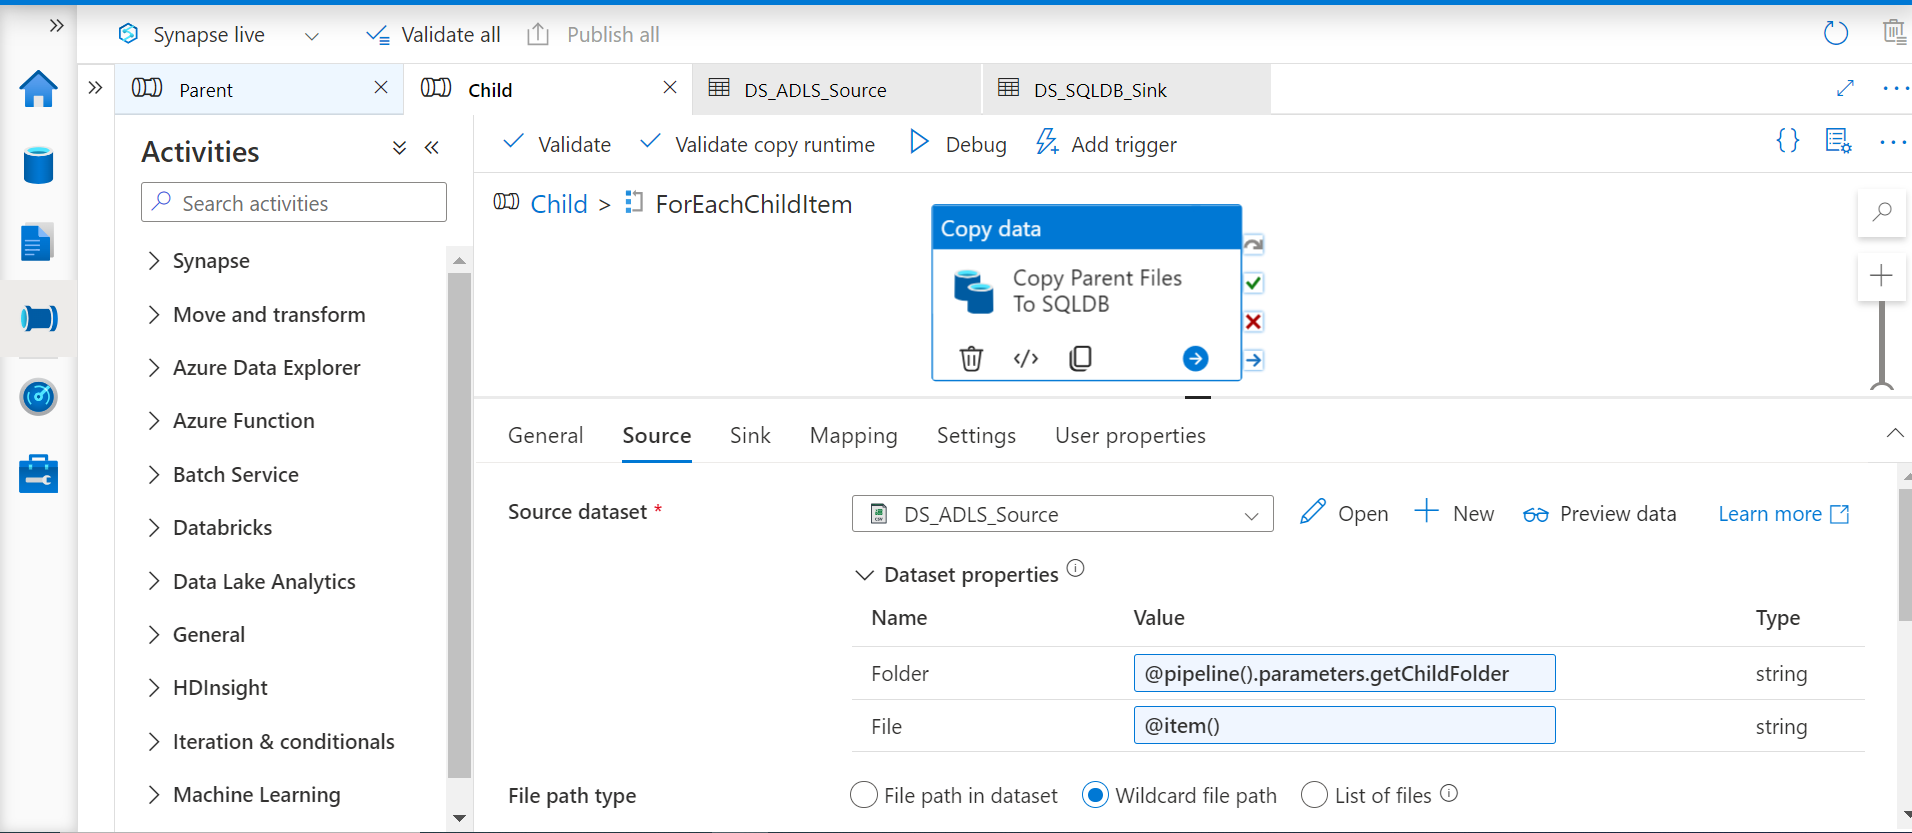 Synapse live
Validate all
Publish all
Parent
Child
DS_ADLS_Source
DS_SQLDB_Sink
Activities
Search activities
Synapse
Move and transform
Azure Data Explorer
Azure Function
Batch Service
Databricks
Data Lake Analytics
General
HDInsight
Iteration & conditionals
Machine Learning
Validate
Validate copy runtime
Debug
Add trigger
{}
Child > ForEachChildItem
Copy data
Copy Parent Files
To SQLDB
General
Source
Sink
Mapping
Settings
User properties
Source dataset *
DS_ADLS_Source
Open
New
Preview data
Learn more
Dataset properties
Name Value Type
Folder @pipeline().parameters.getChildFolder string
File @item() string
File path type
File path in dataset
Wildcard file path
List of files